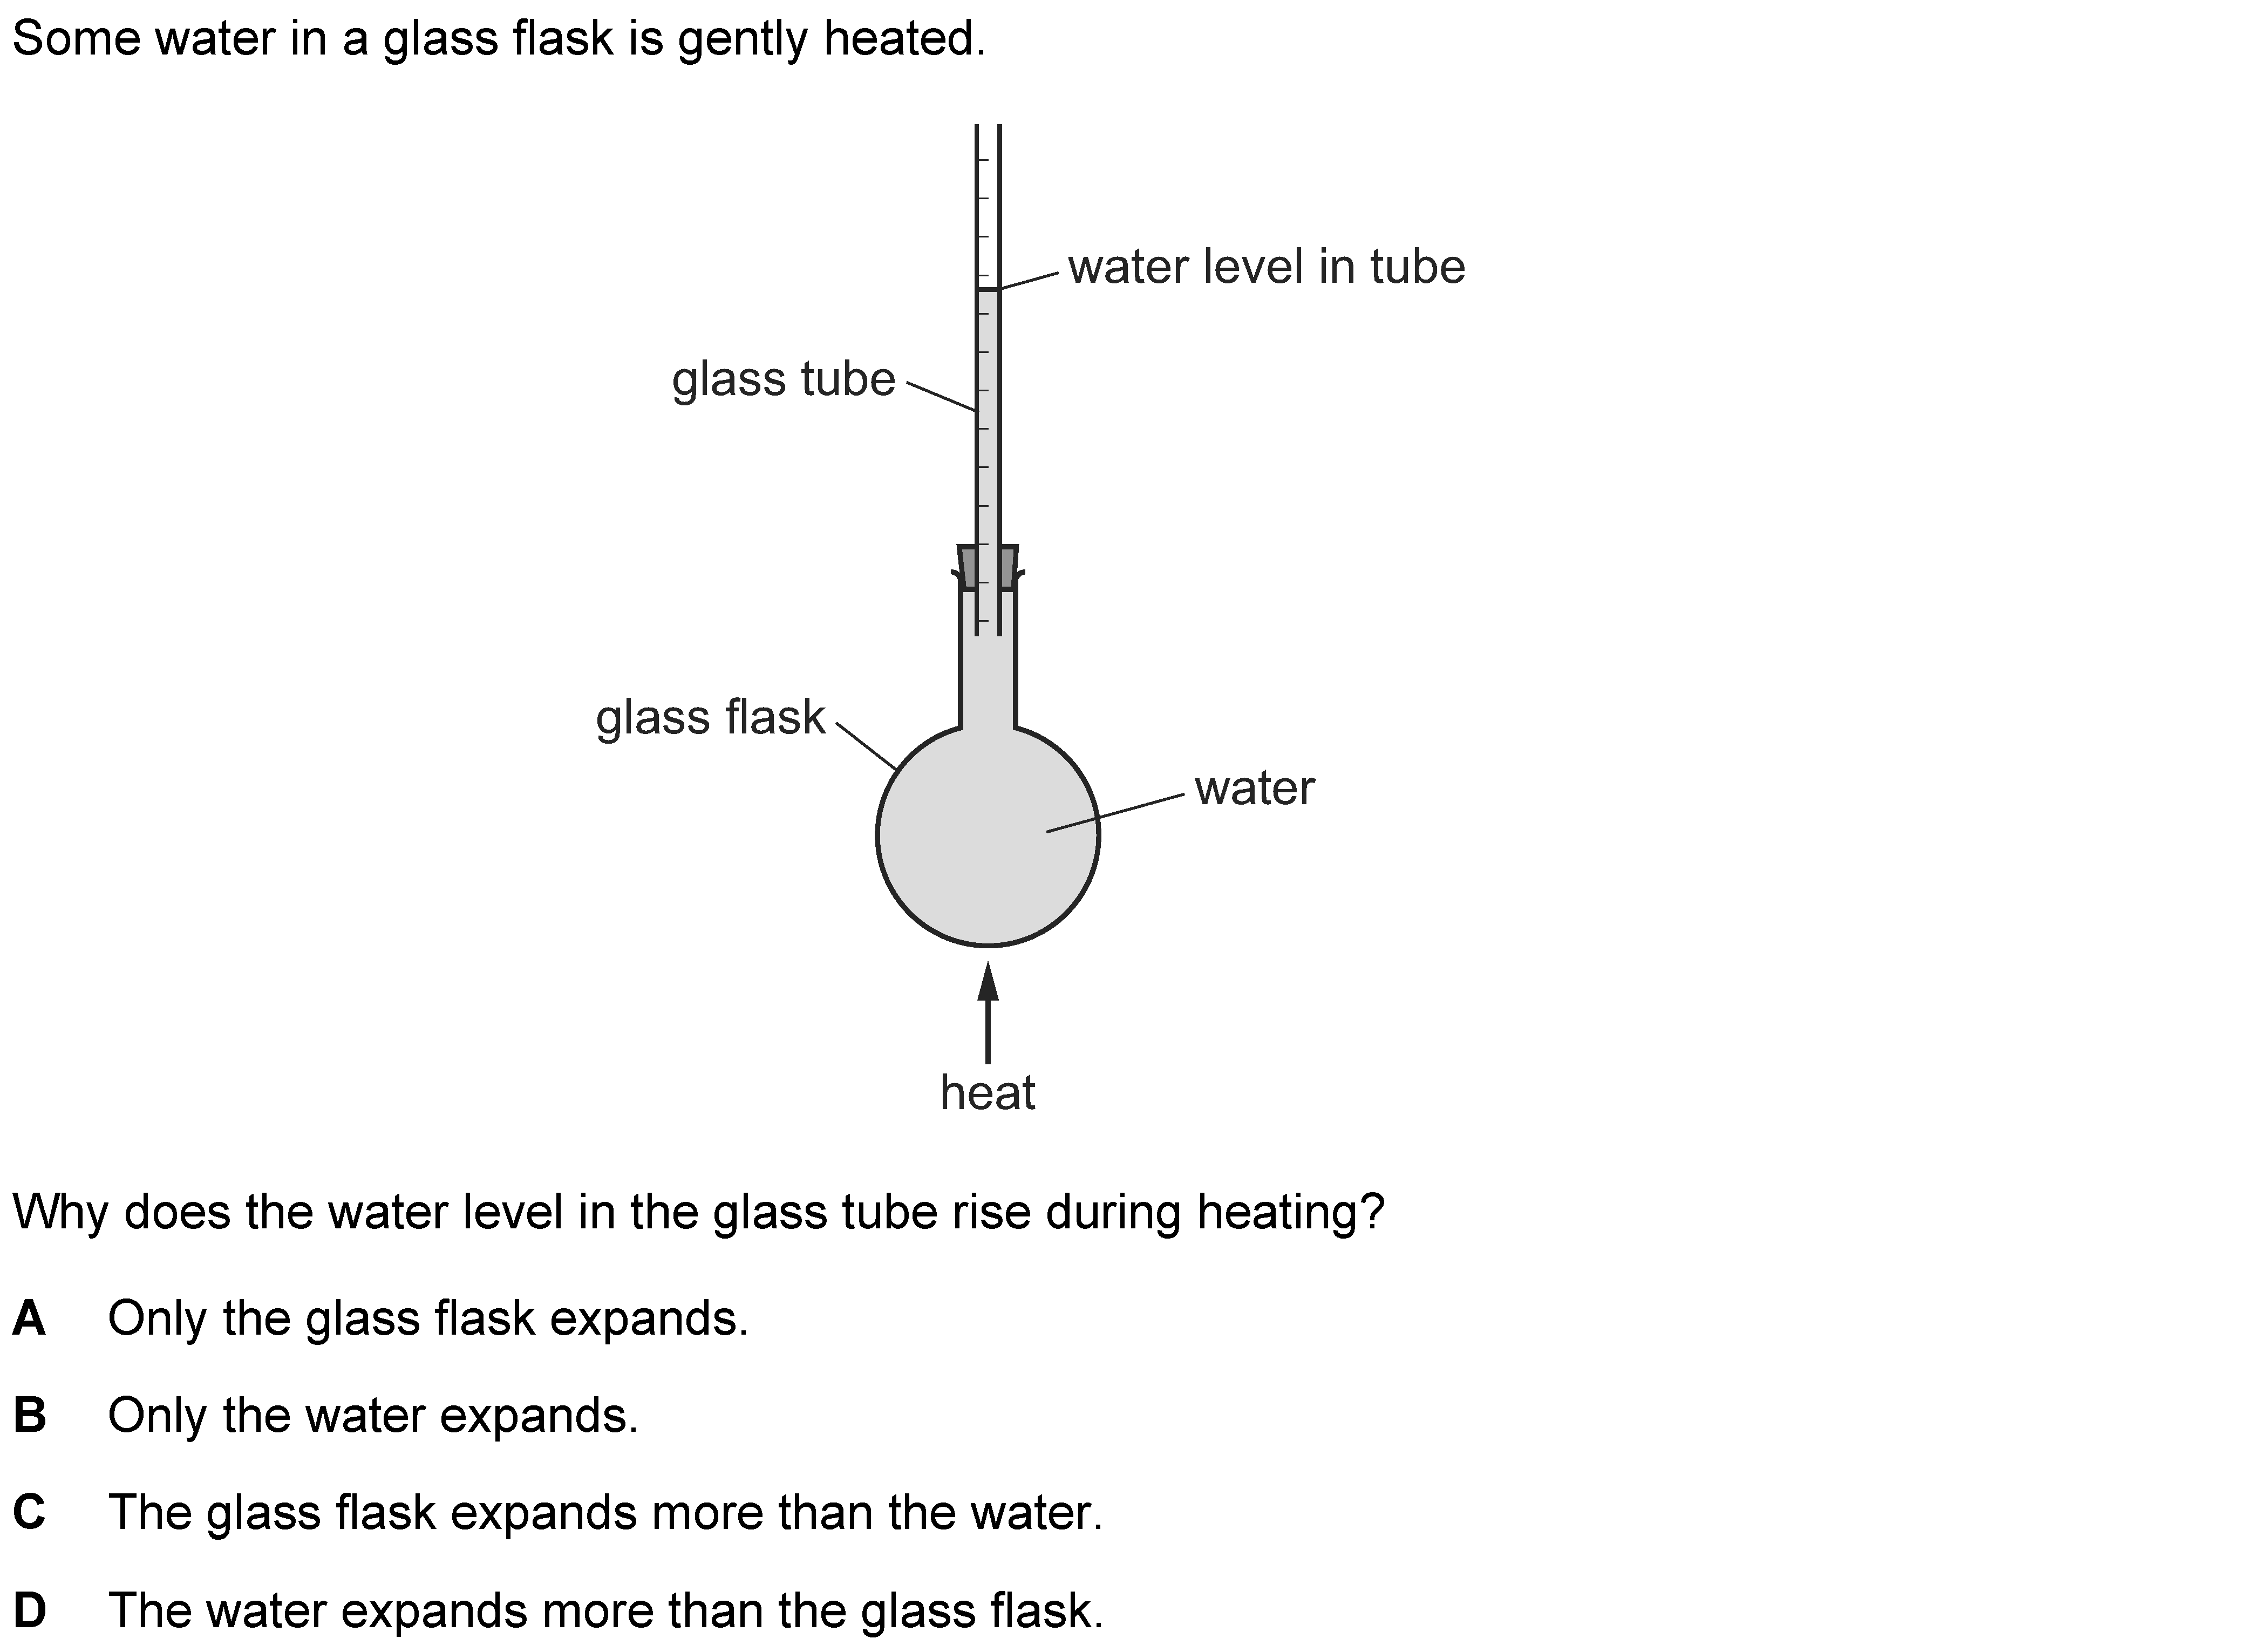 Some water in a glass flask is gently heated.
water level in tube
glass tube
glass flask
water
heat
Why does the water level in the glass tube rise during heating?
A Only the glass flask expands.
B Only the water expands.
C The glass flask expands more than the water.
D The water expands more than the glass flask.